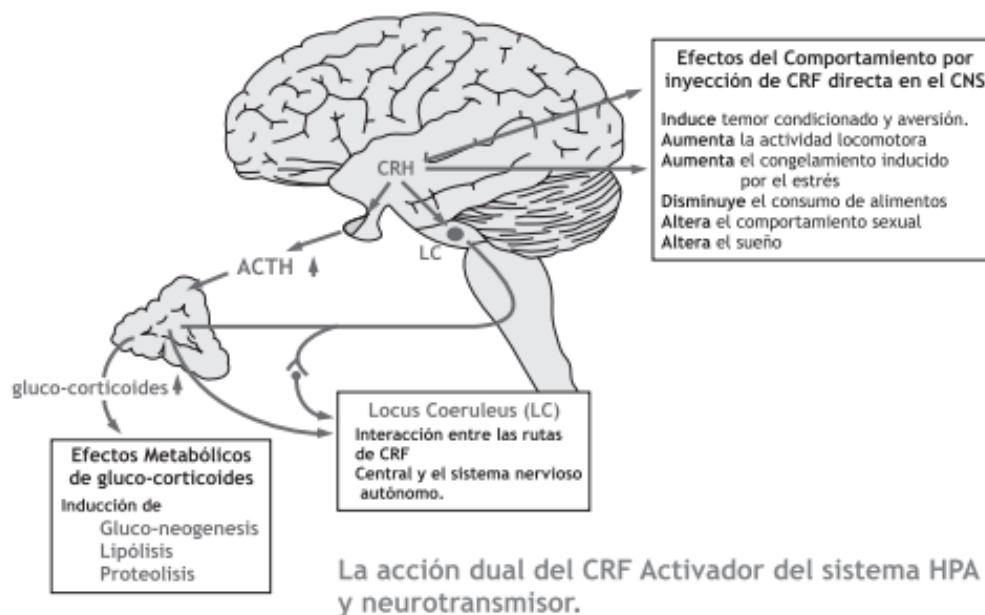 Efectos del Comportamiento por
inyección de CRF directa en el CNS
Induce temor condicionado y aversión.
Aumenta la actividad locomotora
Aumenta el congelamiento inducido
por el estrés
Disminuye el consumo de alimentos
Altera el comportamiento sexual
Altera el sueño
CRH
LC
ACTH
gluco-corticoides
Locus Coeruleus (LC)
Interacción entre las rutas
de CRF
Central y el sistema nervioso
autónomo.
Efectos Metabólicos
de gluco-corticoides
Inducción de
Gluco-neogenesis
Lipólisis
Proteolisis
La acción dual del CRF Activador del sistema HPA
y neurotransmisor.